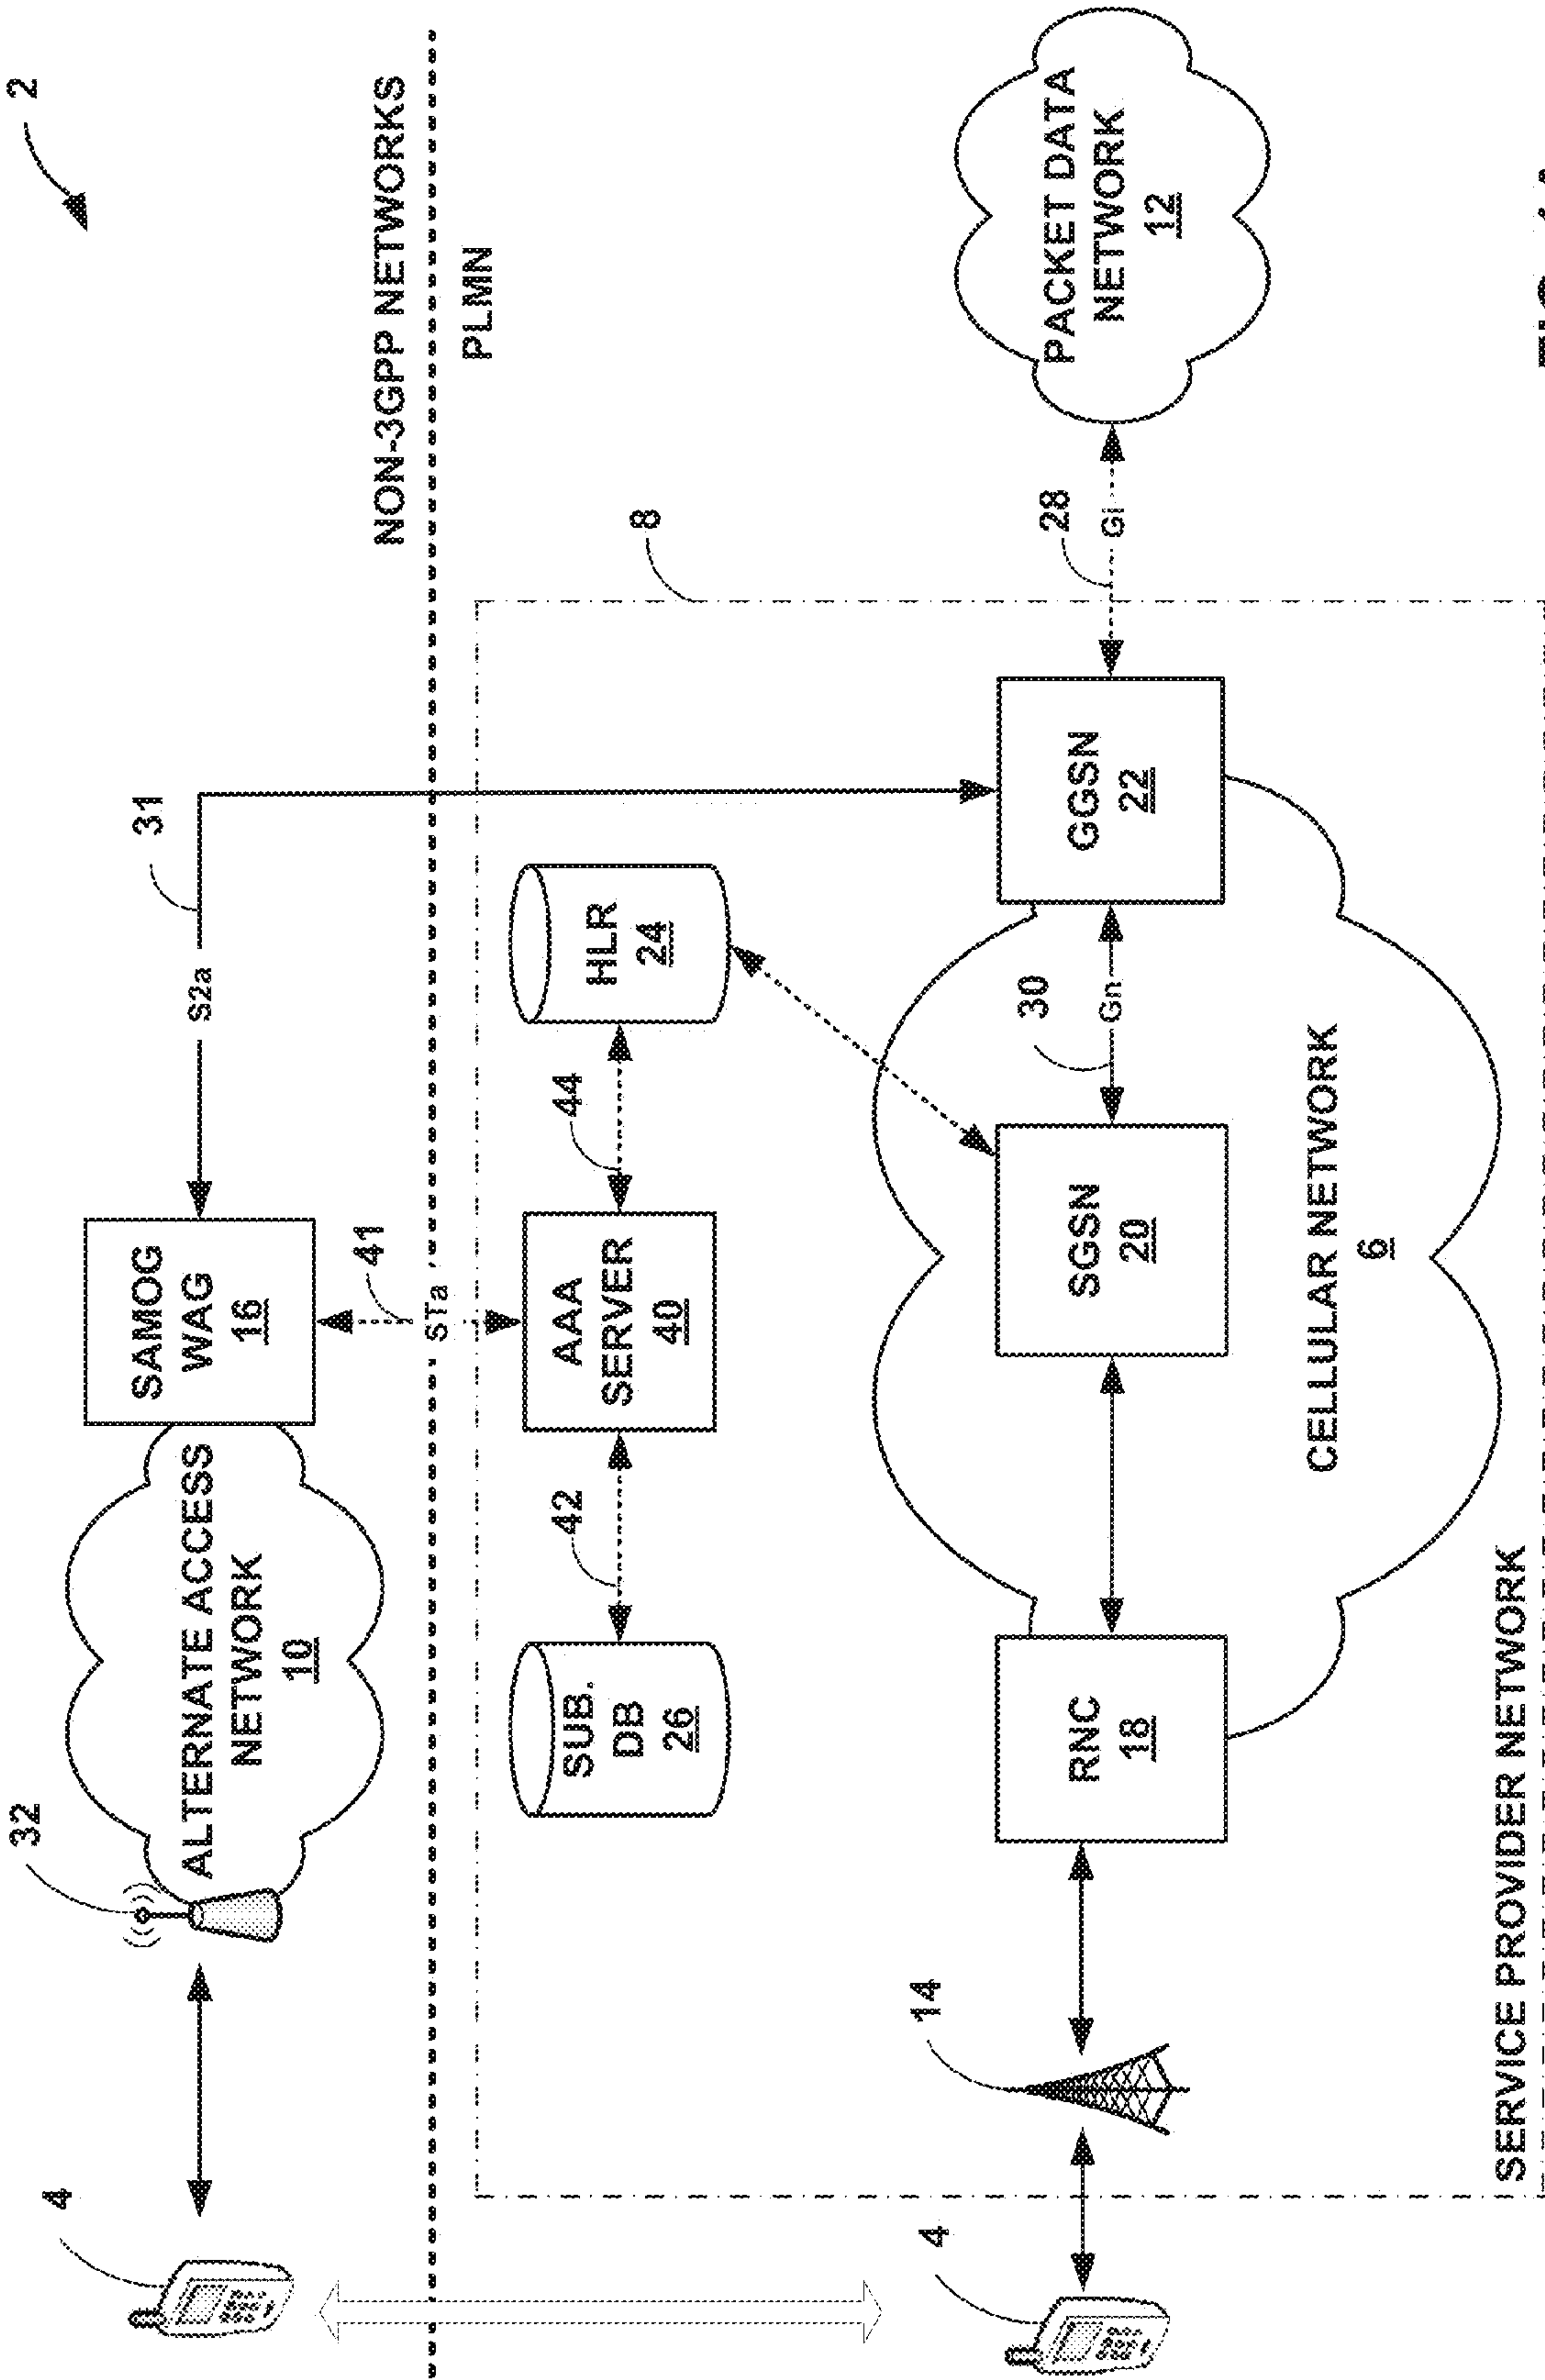 2
NON-3GPP NETWORKS
PLMN
4
32
ALTERNATE ACCESS
NETWORK
10
SAMOG
WAG
16
S2a
31
41
STa
8
SUB.
DB
26
42
AAA
SERVER
40
44
HLR
24
4
14
RNC
18
SGSN
20
30
Gn
GGSN
22
28
Gi
PACKET DATA
NETWORK
12
CELLULAR NETWORK
6
SERVICE PROVIDER NETWORK